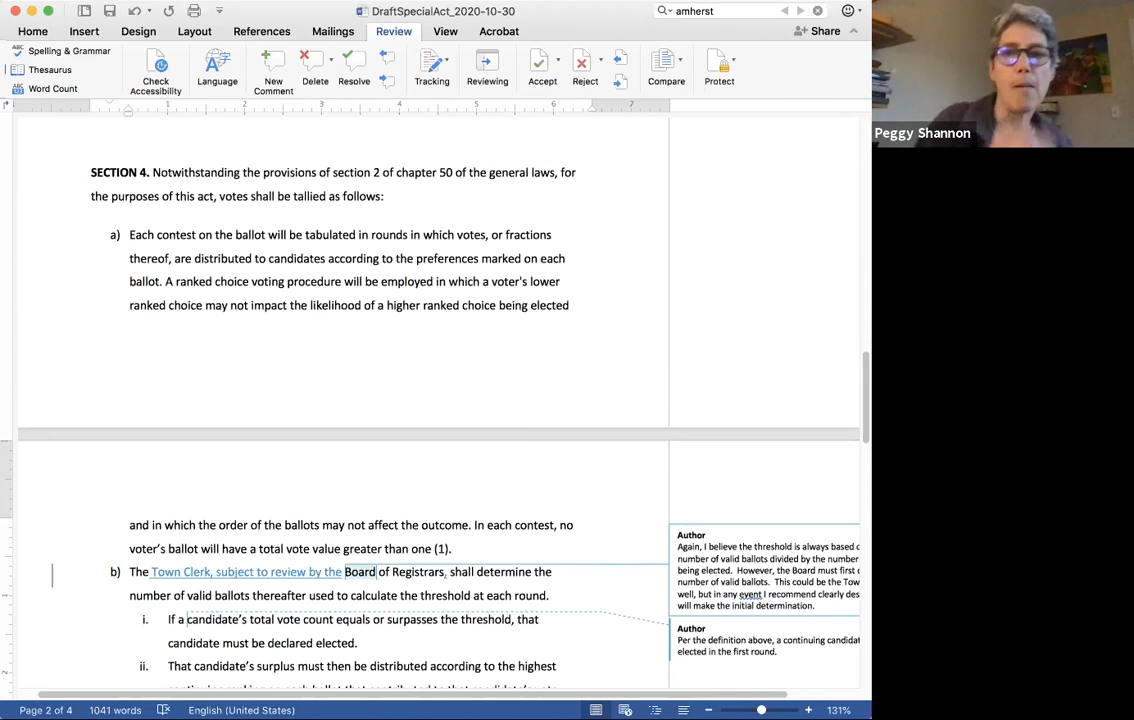 DraftSpecialAct_2020-10-30
amherst
Home Insert Design Layout References Mailings Review View Acrobat Share
Spelling & Grammar
Thesaurus
Word Count
Check Accessibility
Language
New Comment
Delete
Resolve
Tracking
Reviewing
Accept
Reject
Compare
Protect
1 2 3 4 5 6 7
Peggy Shannon
SECTION 4. Notwithstanding the provisions of section 2 of chapter 50 of the general laws, for
the purposes of this act, votes shall be tallied as follows:
a) Each contest on the ballot will be tabulated in rounds in which votes, or fractions
thereof, are distributed to candidates according to the preferences marked on each
ballot. A ranked choice voting procedure will be employed in which a voter's lower
ranked choice may not impact the likelihood of a higher ranked choice being elected
and in which the order of the ballots may not affect the outcome. In each contest, no
voter's ballot will have a total vote value greater than one (1).
b) The Town Clerk, subject to review by the Board of Registrars, shall determine the
number of valid ballots thereafter used to calculate the threshold at each round.
i. If a candidate's total vote count equals or surpasses the threshold, that
candidate must be declared elected.
ii. That candidate's surplus must then be distributed according to the highest
Author
Again, I believe the threshold is always based
number of valid ballots divided by the number
being elected. However, the Board must first
number of valid ballots. This could be the Tow
well, but in any event I recommend clearly des
will make the initial determination.
Author
Per the definition above, a continuing candidat
elected in the first round.
Page 2 of 4 1041 words English (United States) 131%